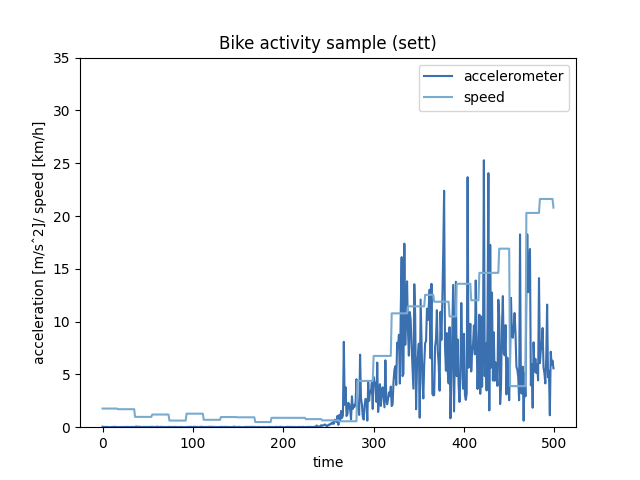 Bike activity sample (sett)
accelerometer
speed
acceleration [m/sˆ2]/ speed [km/h]
35
30
25
20
15
10
5
0
0 100 200 300 400 500
time